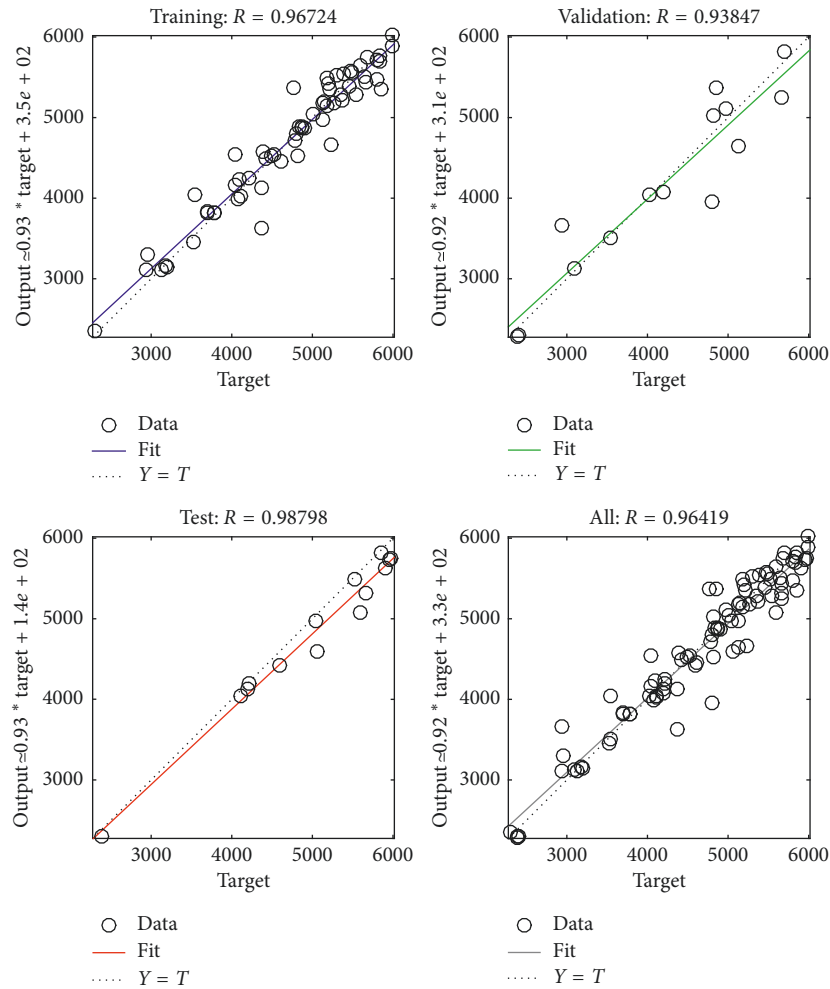 Training: R = 0.96724
Output ≃0.93 * target + 3.5e + 02
6000
5000
4000
3000
3000 4000 5000 6000
Target
Data
Fit
Y = T
Validation: R = 0.93847
Output ≃0.92 * target + 3.1e + 02
6000
5000
4000
3000
3000 4000 5000 6000
Target
Data
Fit
Y = T
Test: R = 0.98798
Output ≃0.93 * target + 1.4e + 02
6000
5000
4000
3000
3000 4000 5000 6000
Target
Data
Fit
Y = T
All: R = 0.96419
Output ≃0.92 * target + 3.3e + 02
6000
5000
4000
3000
3000 4000 5000 6000
Target
Data
Fit
Y = T